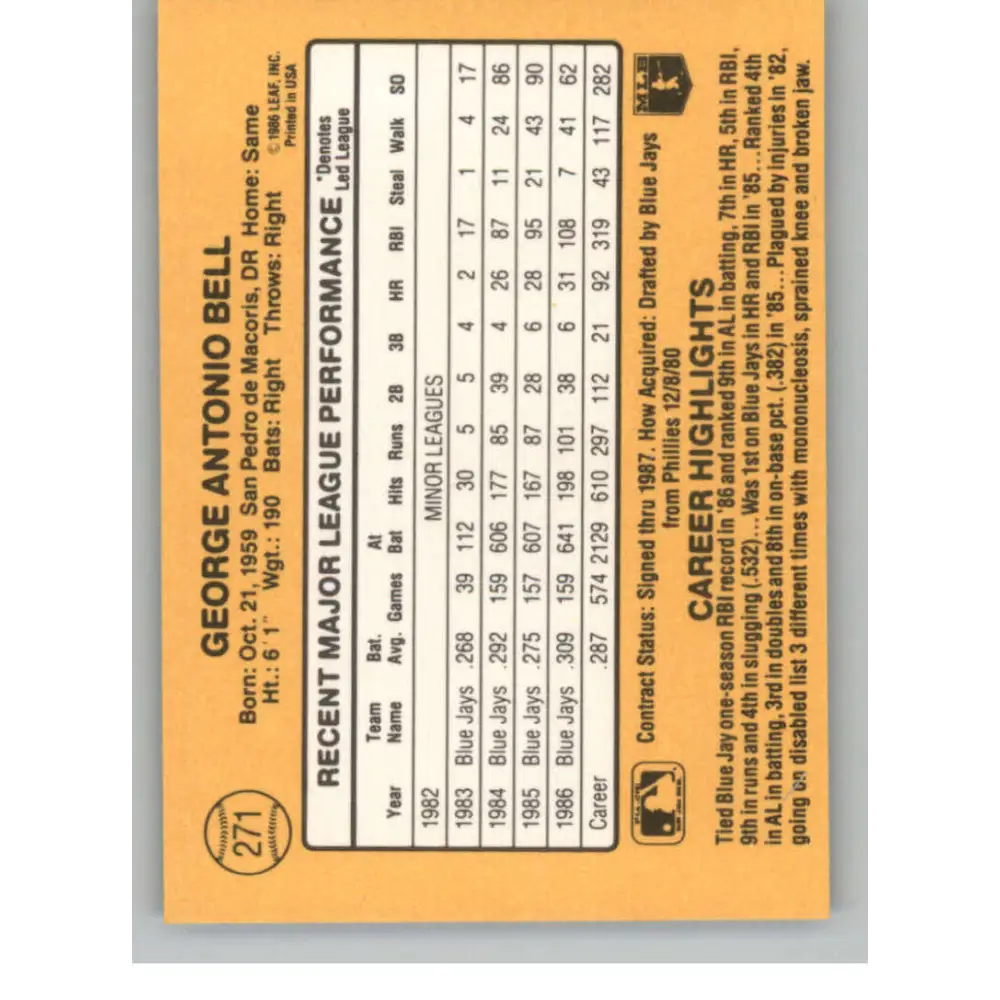 271
GEORGE ANTONIO BELL
Born: Oct. 21, 1959 San Pedro de Macoris, DR Home: Same
Ht.: 6'1" Wgt.: 190 Bats: Right Throws: Right
© 1986 LEAF, INC.
Printed in USA
RECENT MAJOR LEAGUE PERFORMANCE *Denotes Led League
Year Team Name Bat. Avg. Games At Bat Hits Runs 2B 3B HR RBI Steal Walk SO
1982 MINOR LEAGUES
1983 Blue Jays .268 39 112 30 5 5 4 2 17 1 4 17
1984 Blue Jays .292 159 606 177 85 39 4 26 87 11 24 86
1985 Blue Jays .275 157 607 167 87 28 6 28 95 21 43 90
1986 Blue Jays .309 159 641 198 101 38 6 31 108 7 41 62
Career .287 574 2129 610 297 112 21 92 319 43 117 282
Contract Status: Signed thru 1987. How Acquired: Drafted by Blue Jays
from Phillies 12/8/80
MLB
CAREER HIGHLIGHTS
Tied Blue Jay one-season RBI record in '86 and ranked 9th in AL in batting, 7th in HR, 5th in RBI,
9th in runs and 4th in slugging (.532)... Was 1st on Blue Jays in HR and RBI in '85... Ranked 4th
in AL in batting, 3rd in doubles and 8th in on-base pct. (.382) in '85... Plagued by injuries in '82,
going on disabled list 3 different times with mononucleosis, sprained knee and broken jaw.